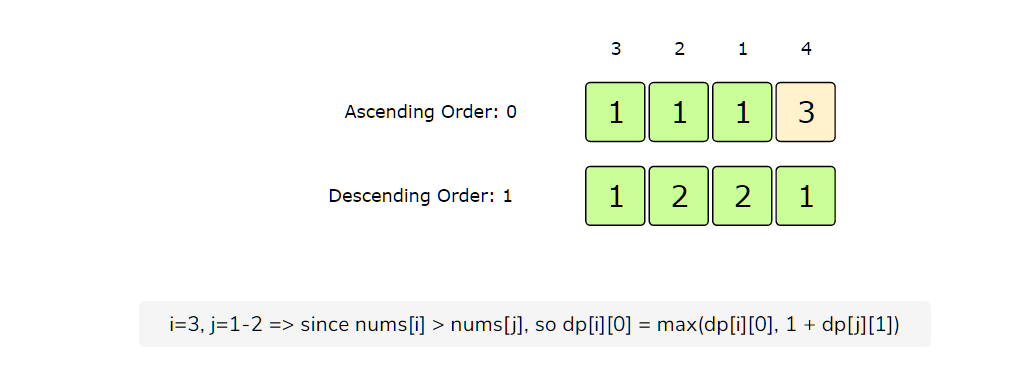 3 2 1 4
Ascending Order: 0 1 1 1 3
Descending Order: 1 1 2 2 1
i=3, j=1-2 => since nums[i] > nums[j], so dp[i][0] = max(dp[i][0], 1 + dp[j][1])